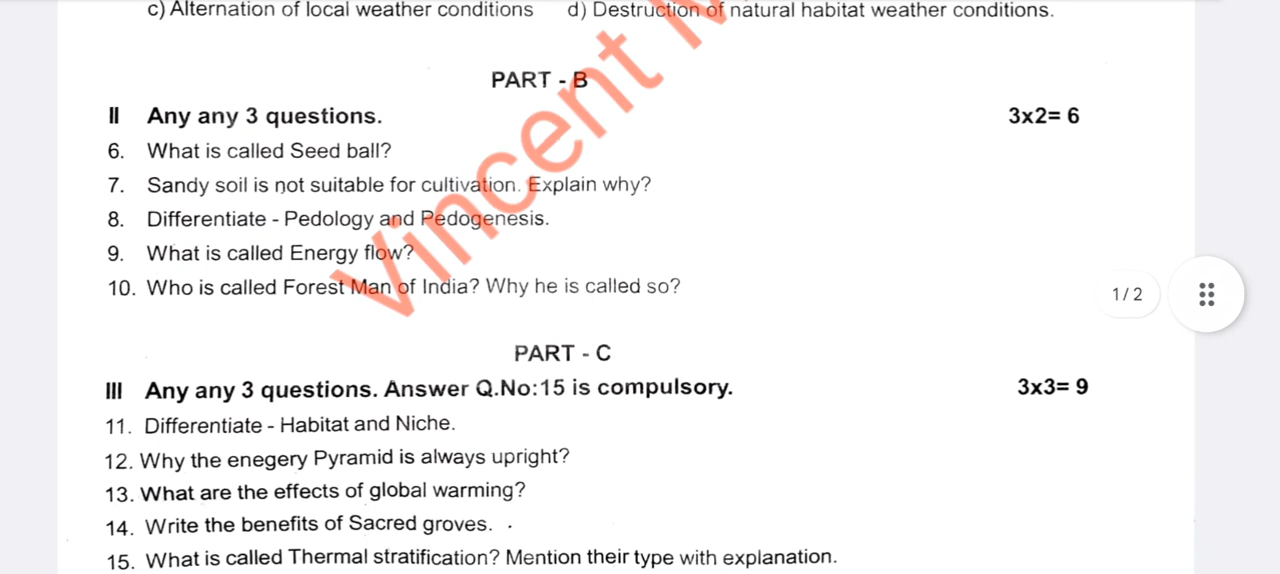 c) Alternation of local weather conditions d) Destruction of natural habitat weather conditions.
PART - B
II Any any 3 questions. 3x2= 6
6. What is called Seed ball?
7. Sandy soil is not suitable for cultivation. Explain why?
8. Differentiate - Pedology and Pedogenesis.
9. What is called Energy flow?
10. Who is called Forest Man of India? Why he is called so?
1/2
PART - C
III Any any 3 questions. Answer Q.No:15 is compulsory. 3x3= 9
11. Differentiate - Habitat and Niche.
12. Why the enegery Pyramid is always upright?
13. What are the effects of global warming?
14. Write the benefits of Sacred groves.
15. What is called Thermal stratification? Mention their type with explanation.
Vincent